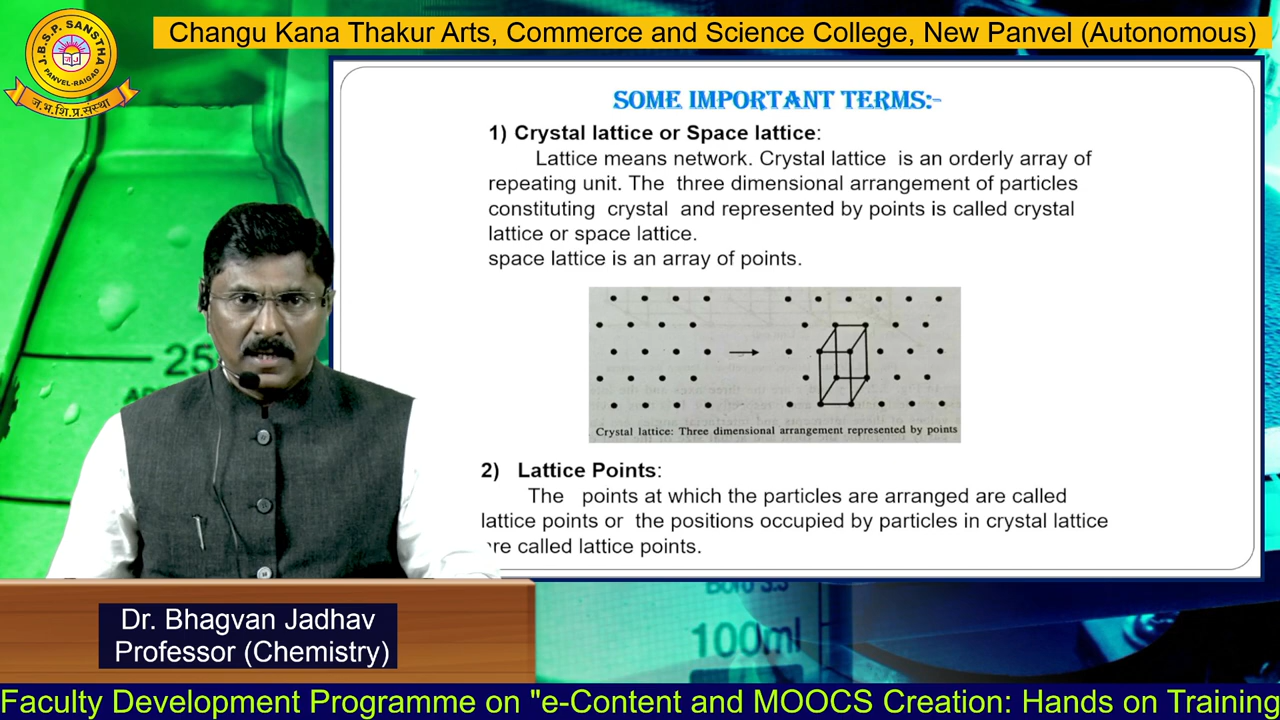 Changu Kana Thakur Arts, Commerce and Science College, New Panvel (Autonomous)
J.B.S.P. SANSTHA
PANVEL-RAIGAD
ज.भ.शि.प्र.संस्था
SOME IMPORTANT TERMS:-
1) Crystal lattice or Space lattice:
Lattice means network. Crystal lattice is an orderly array of
repeating unit. The three dimensional arrangement of particles
constituting crystal and represented by points is called crystal
lattice or space lattice.
space lattice is an array of points.
Crystal lattice: Three dimensional arrangement represented by points
2) Lattice Points:
The points at which the particles are arranged are called
lattice points or the positions occupied by particles in crystal lattice
are called lattice points.
25
100ml
Dr. Bhagvan Jadhav
Professor (Chemistry)
Faculty Development Programme on "e-Content and MOOCS Creation: Hands on Training